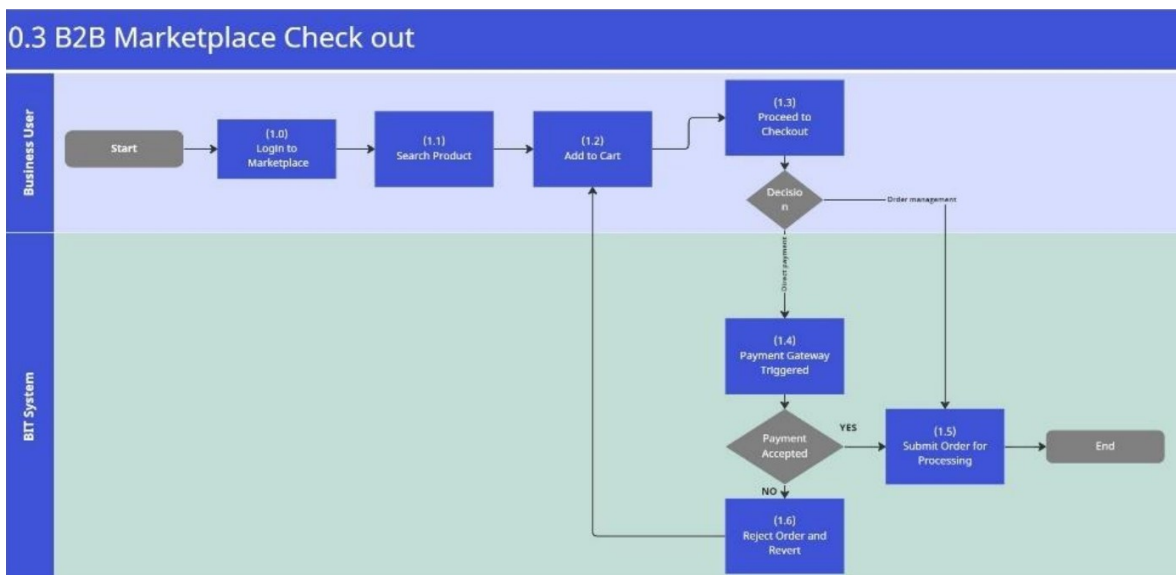 0.3 B2B Marketplace Check out
Business User
Start
(1.0)
Login to
Marketplace
(1.1)
Search Product
(1.2)
Add to Cart
(1.3)
Proceed to
Checkout
Decisio
n
Order management
Direct payment
BIT System
(1.4)
Payment Gateway
Triggered
Payment
Accepted
YES
NO
(1.5)
Submit Order for
Processing
End
(1.6)
Reject Order and
Revert